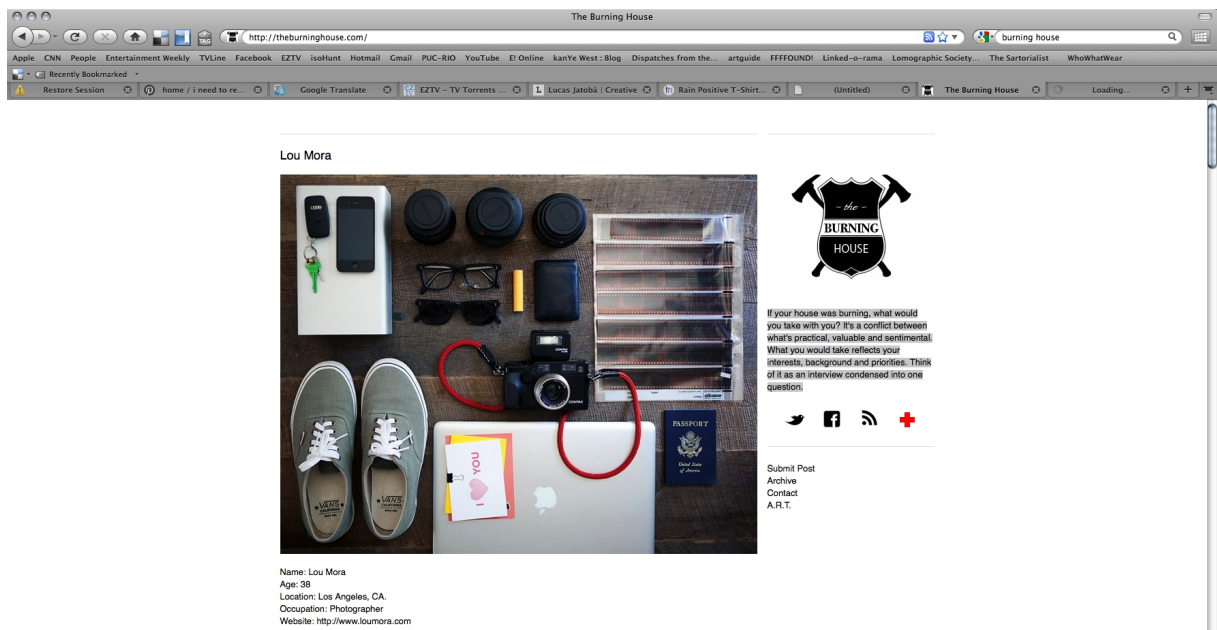 The Burning House
http://theburninghouse.com/
burning house
Apple CNN People Entertainment Weekly TVLine Facebook EZTV isoHunt Hotmail Gmail PUC-RIO YouTube E! Online kanYe West : Blog Dispatches from the... artguide FFFFOUND! Linked-o-rama Lomographic Society... The Sartorialist WhoWhatWear
Recently Bookmarked
Restore Session home / i need to re... Google Translate EZTV - TV Torrents ... Lucas Jatobá | Creative Rain Positive T-Shirt... (Untitled) The Burning House Loading...
Lou Mora
PASSPORT
United States
of America
I YOU
VANS
VANS
CONTAX
~ the ~
BURNING
HOUSE
If your house was burning, what would
you take with you? It's a conflict between
what's practical, valuable and sentimental.
What you would take reflects your
interests, background and priorities. Think
of it as an interview condensed into one
question.
Submit Post
Archive
Contact
A.R.T.
Name: Lou Mora
Age: 38
Location: Los Angeles, CA.
Occupation: Photographer
Website: http://www.loumora.com